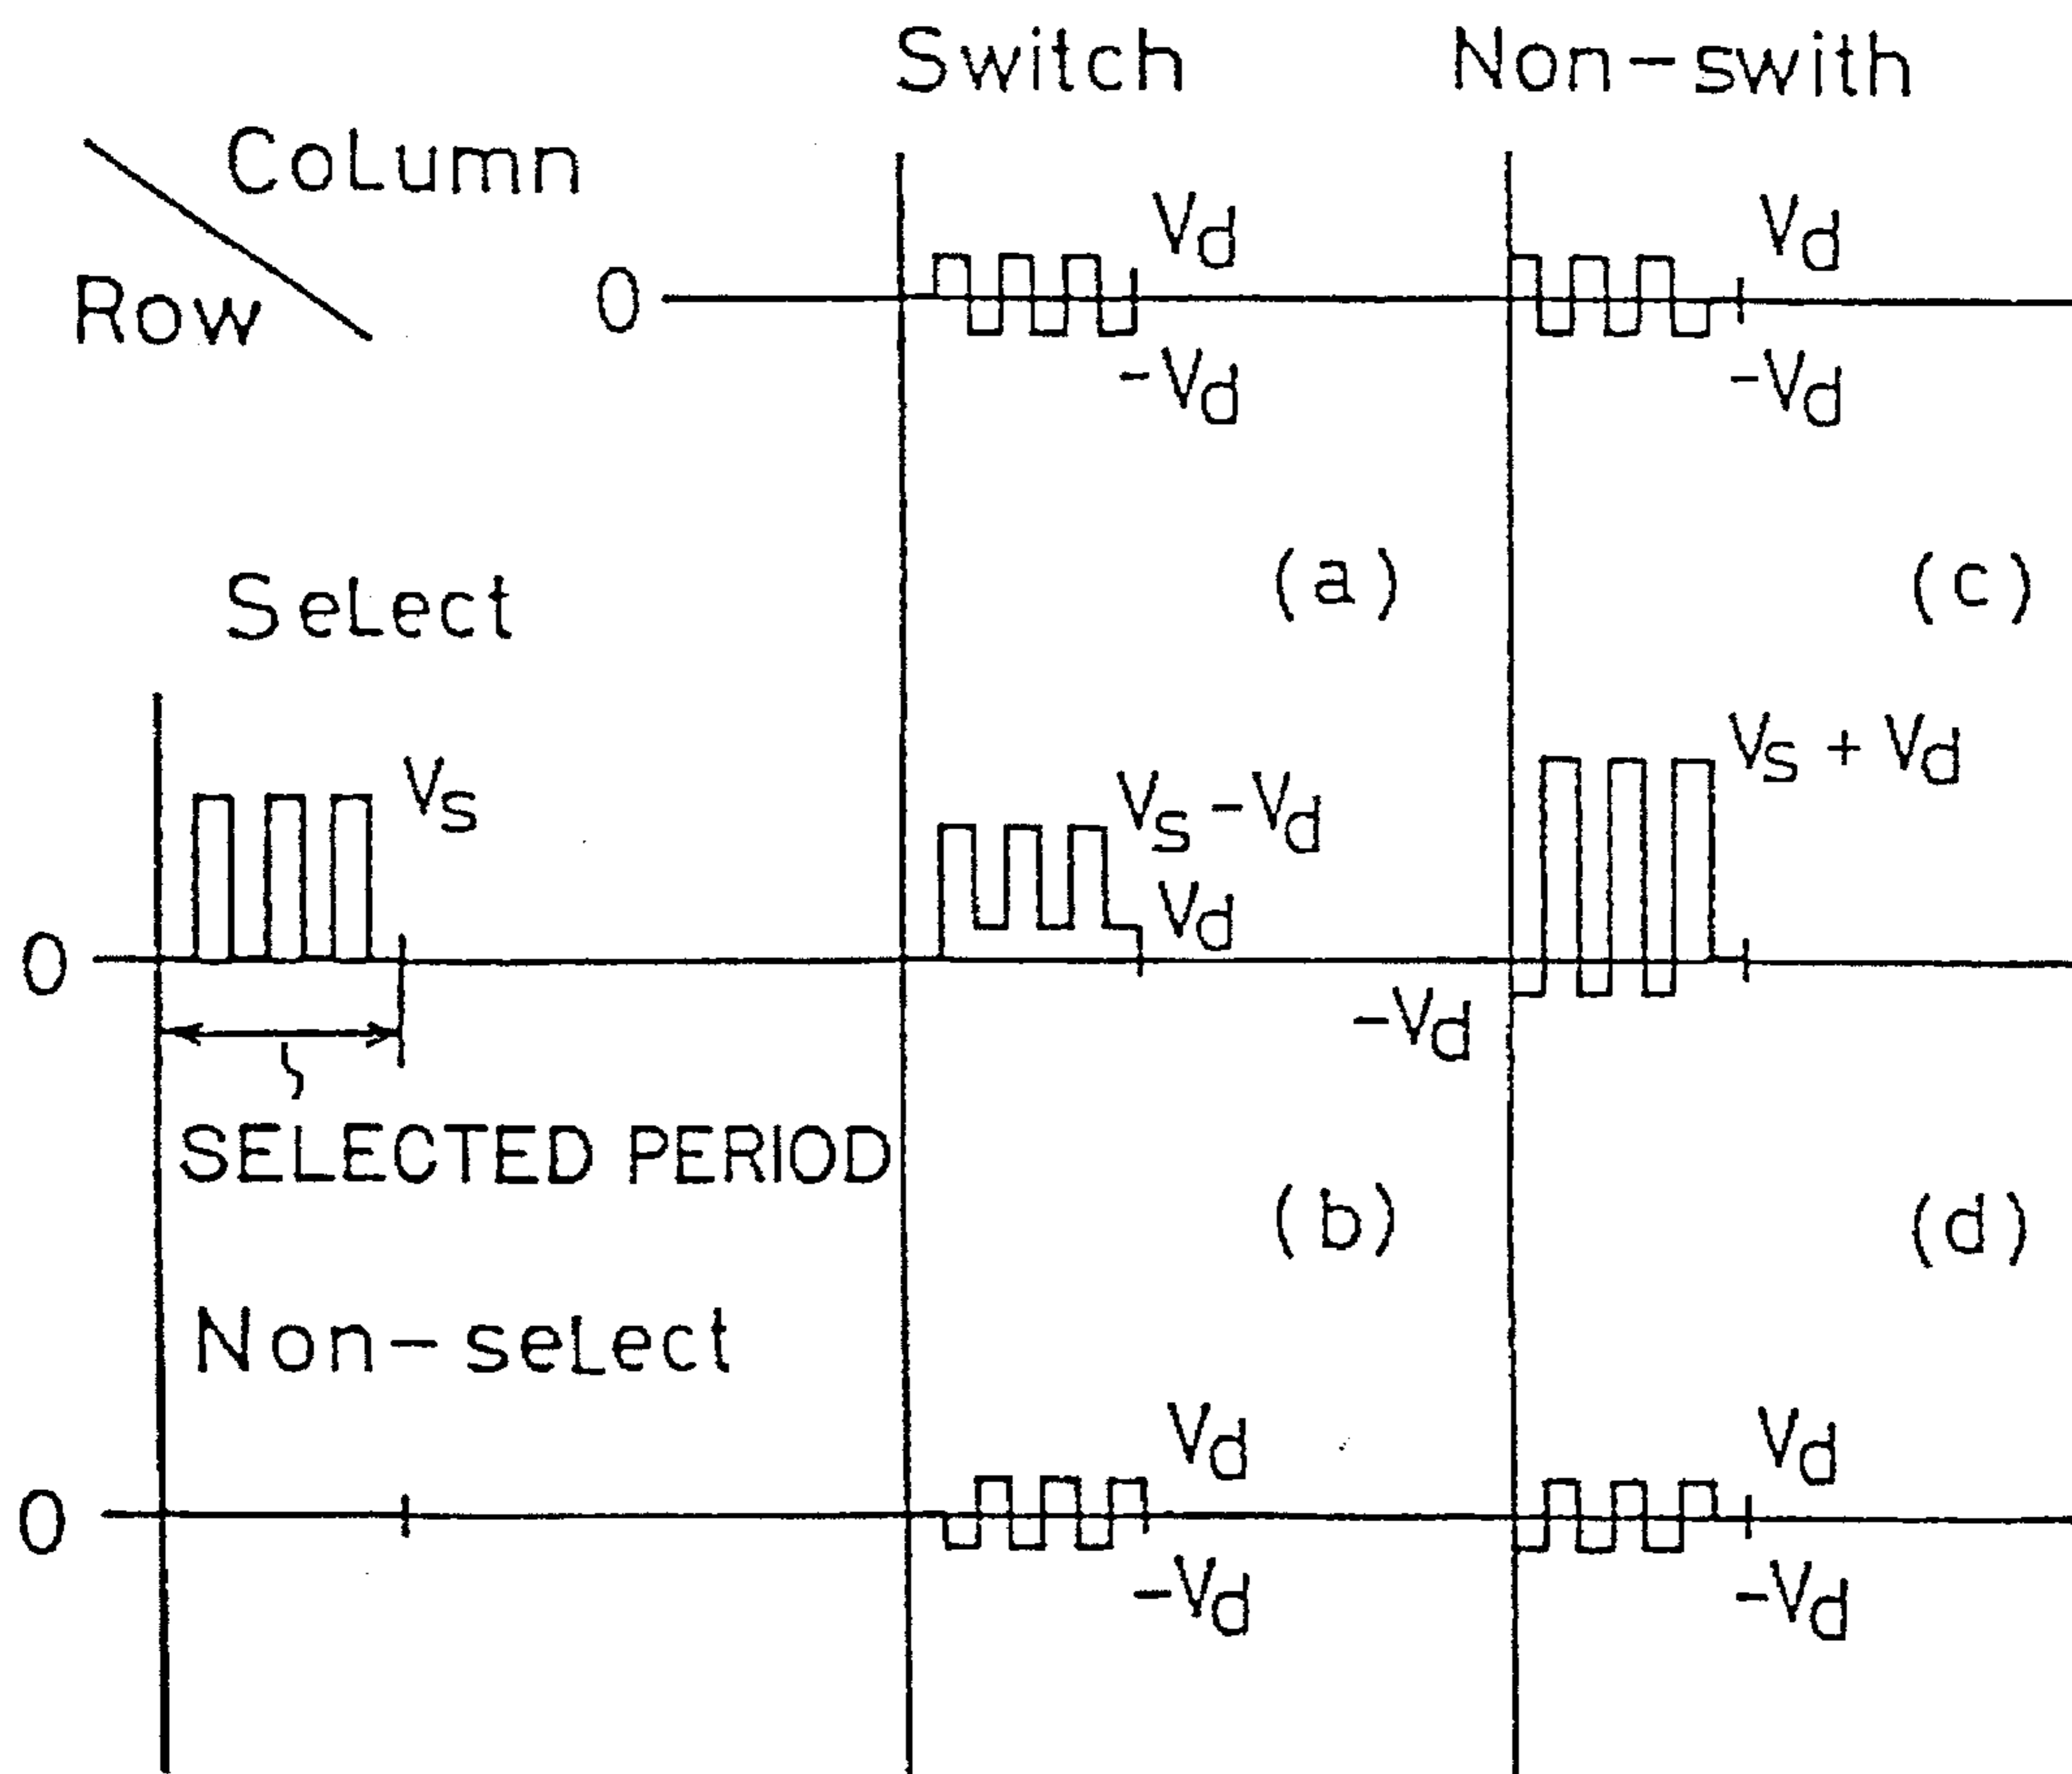 Switch
Non-swith
Column
Row
0
Vd
-Vd
Vd
-Vd
(a)
(c)
Select
Vs
0
Vs-Vd
Vd
Vs + Vd
-Vd
SELECTED PERIOD
(b)
(d)
Non-select
0
Vd
-Vd
Vd
-Vd